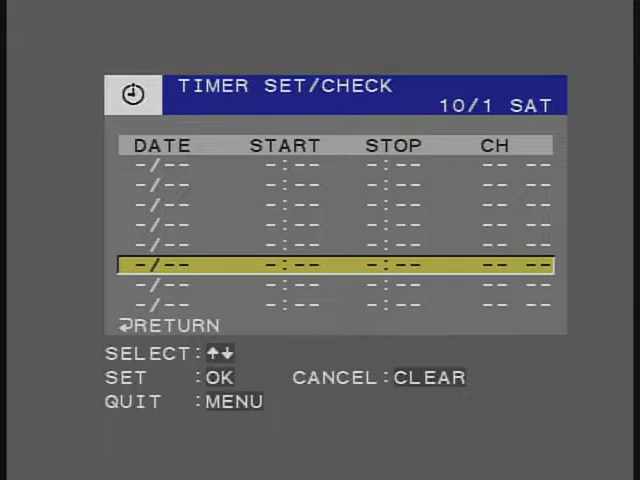 TIMER SET/CHECK
10/1 SAT
DATE START STOP CH
-/-- -:-- -:-- -- --
-/-- -:-- -:-- -- --
-/-- -:-- -:-- -- --
-/-- -:-- -:-- -- --
-/-- -:-- -:-- -- --
-/-- -:-- -:-- -- --
-/-- -:-- -:-- -- --
-/-- -:-- -:-- -- --
⮌RETURN
SELECT:↑↓
SET :OK CANCEL:CLEAR
QUIT :MENU